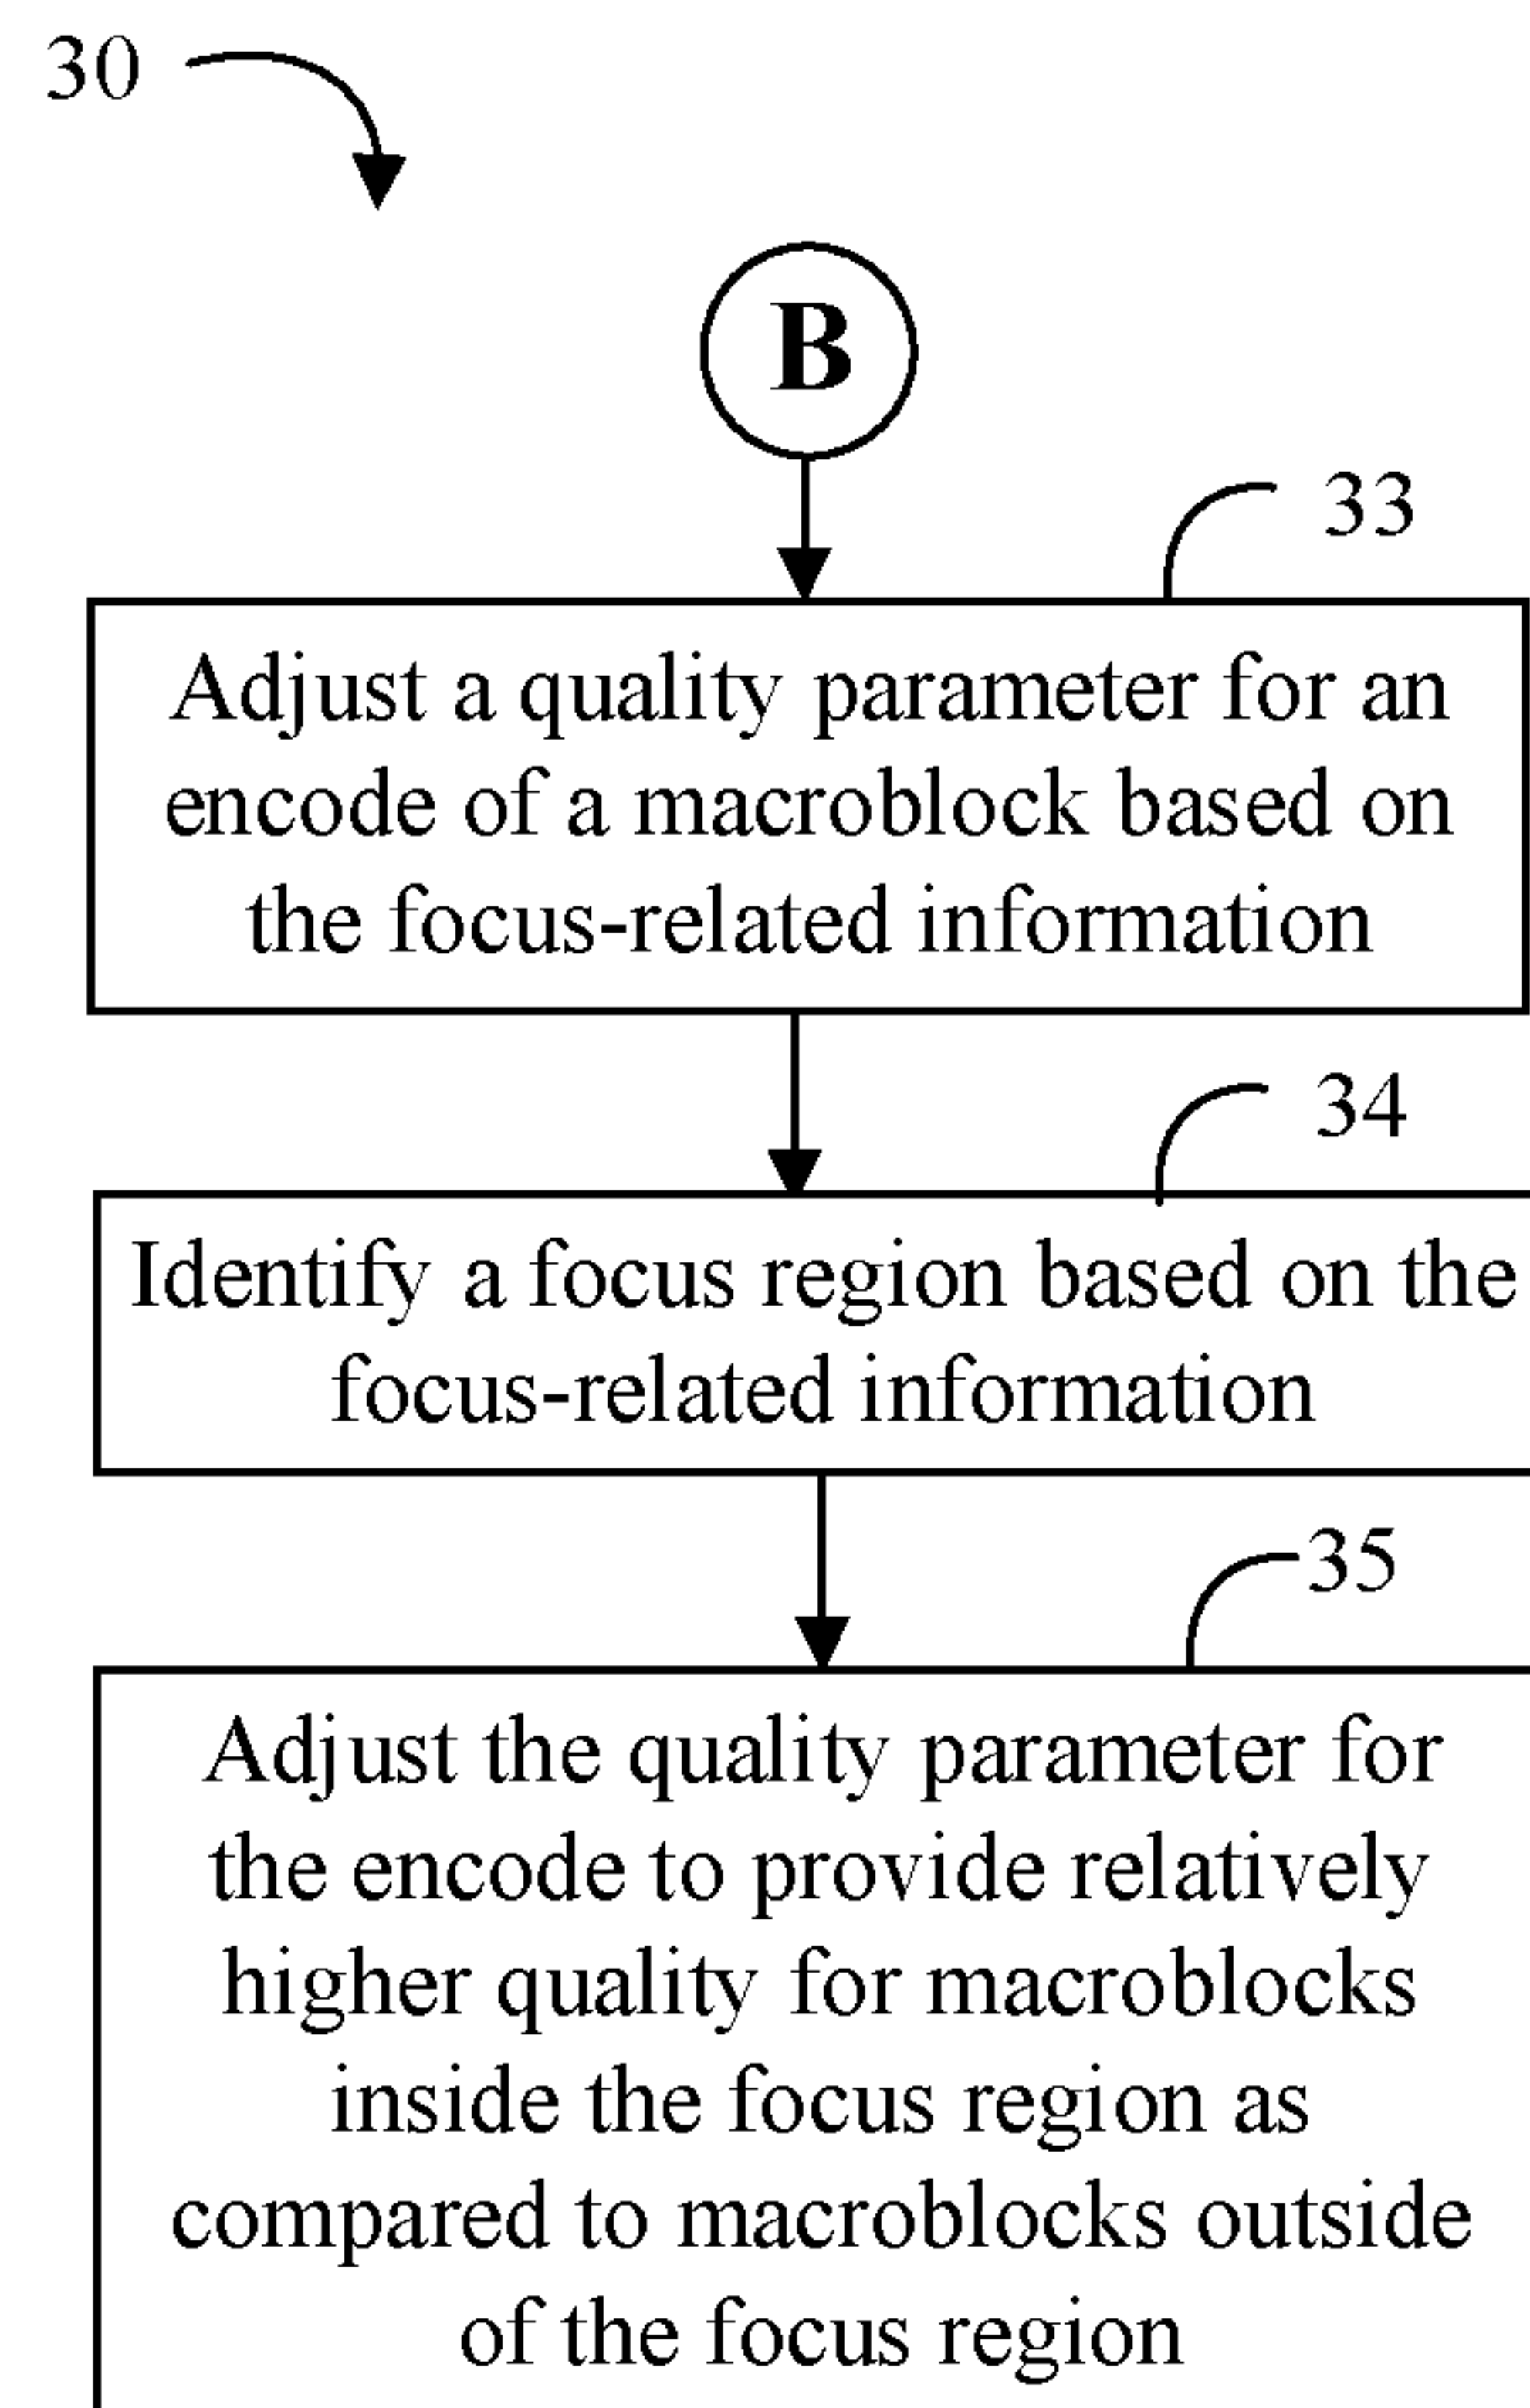 30
B
33
Adjust a quality parameter for an
encode of a macroblock based on
the focus-related information
34
Identify a focus region based on the
focus-related information
35
Adjust the quality parameter for
the encode to provide relatively
higher quality for macroblocks
inside the focus region as
compared to macroblocks outside
of the focus region